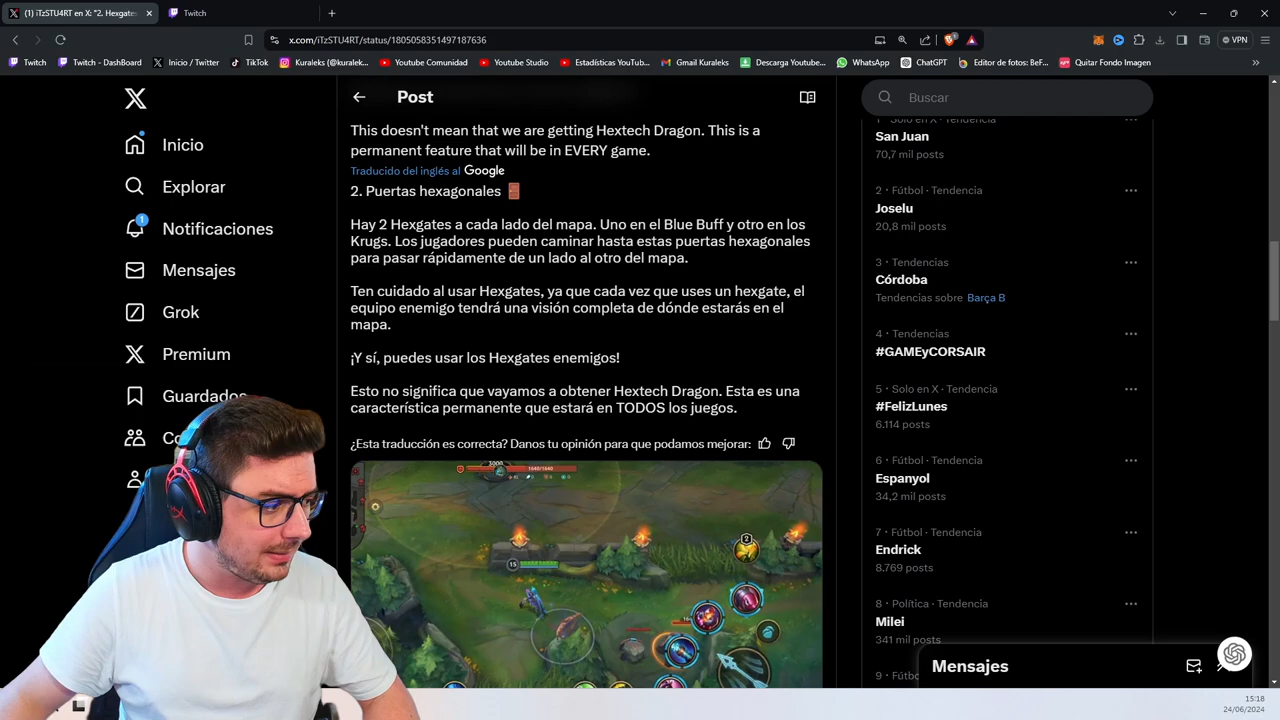 (1) iTzSTU4RT en X: "2. Hexgate
Twitch
x.com/iTzSTU4RT/status/1805058351497187636
VPN
Twitch
Twitch - DashBoard
Inicio / Twitter
TikTok
Kuraleks (@kuralek...
Youtube Comunidad
Youtube Studio
Estadísticas YouTub...
Gmail Kuraleks
Descarga Youtube...
WhatsApp
ChatGPT
Editor de fotos: BeF...
Quitar Fondo Imagen
Inicio
Explorar
1
Notificaciones
Mensajes
Grok
Premium
Guardados
Post
This doesn't mean that we are getting Hextech Dragon. This is a
permanent feature that will be in EVERY game.
Traducido del inglés al Google
2. Puertas hexagonales
Hay 2 Hexgates a cada lado del mapa. Uno en el Blue Buff y otro en los
Krugs. Los jugadores pueden caminar hasta estas puertas hexagonales
para pasar rápidamente de un lado al otro del mapa.
Ten cuidado al usar Hexgates, ya que cada vez que uses un hexgate, el
equipo enemigo tendrá una visión completa de dónde estarás en el
mapa.
¡Y sí, puedes usar los Hexgates enemigos!
Esto no significa que vayamos a obtener Hextech Dragon. Esta es una
característica permanente que estará en TODOS los juegos.
¿Esta traducción es correcta? Danos tu opinión para que podamos mejorar:
15
2
Buscar
1 · Solo en X · Tendencia
San Juan
70,7 mil posts
2 · Fútbol · Tendencia
Joselu
20,8 mil posts
3 · Tendencias
Córdoba
Tendencias sobre Barça B
4 · Tendencias
#GAMEyCORSAIR
5 · Solo en X · Tendencia
#FelizLunes
6.114 posts
6 · Fútbol · Tendencia
Espanyol
34,2 mil posts
7 · Fútbol · Tendencia
Endrick
8.769 posts
8 · Política · Tendencia
Milei
341 mil posts
Mensajes
15:18
24/06/2024